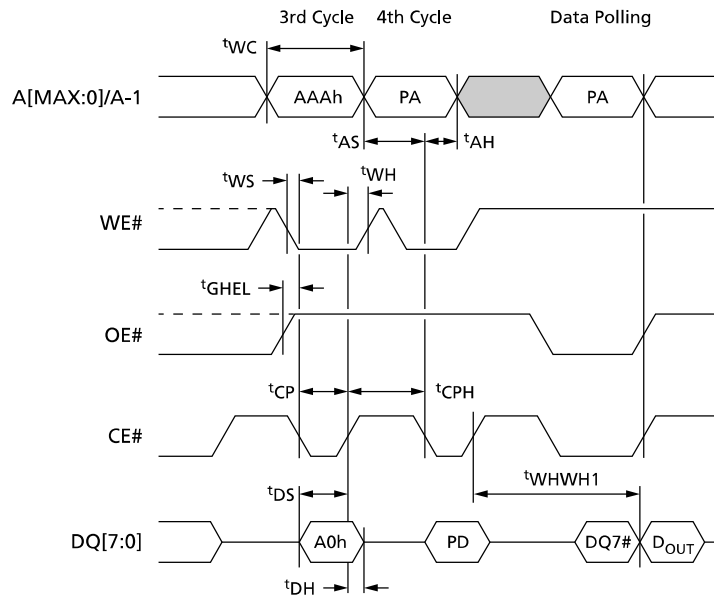 3rd Cycle 4th Cycle Data Polling
tWC
A[MAX:0]/A-1 AAAh PA PA
tAS tAH
tWS tWH
WE#
tGHEL
OE#
tCP tCPH
CE#
tWHWH1
tDS
DQ[7:0] A0h PD DQ7# DOUT
tDH